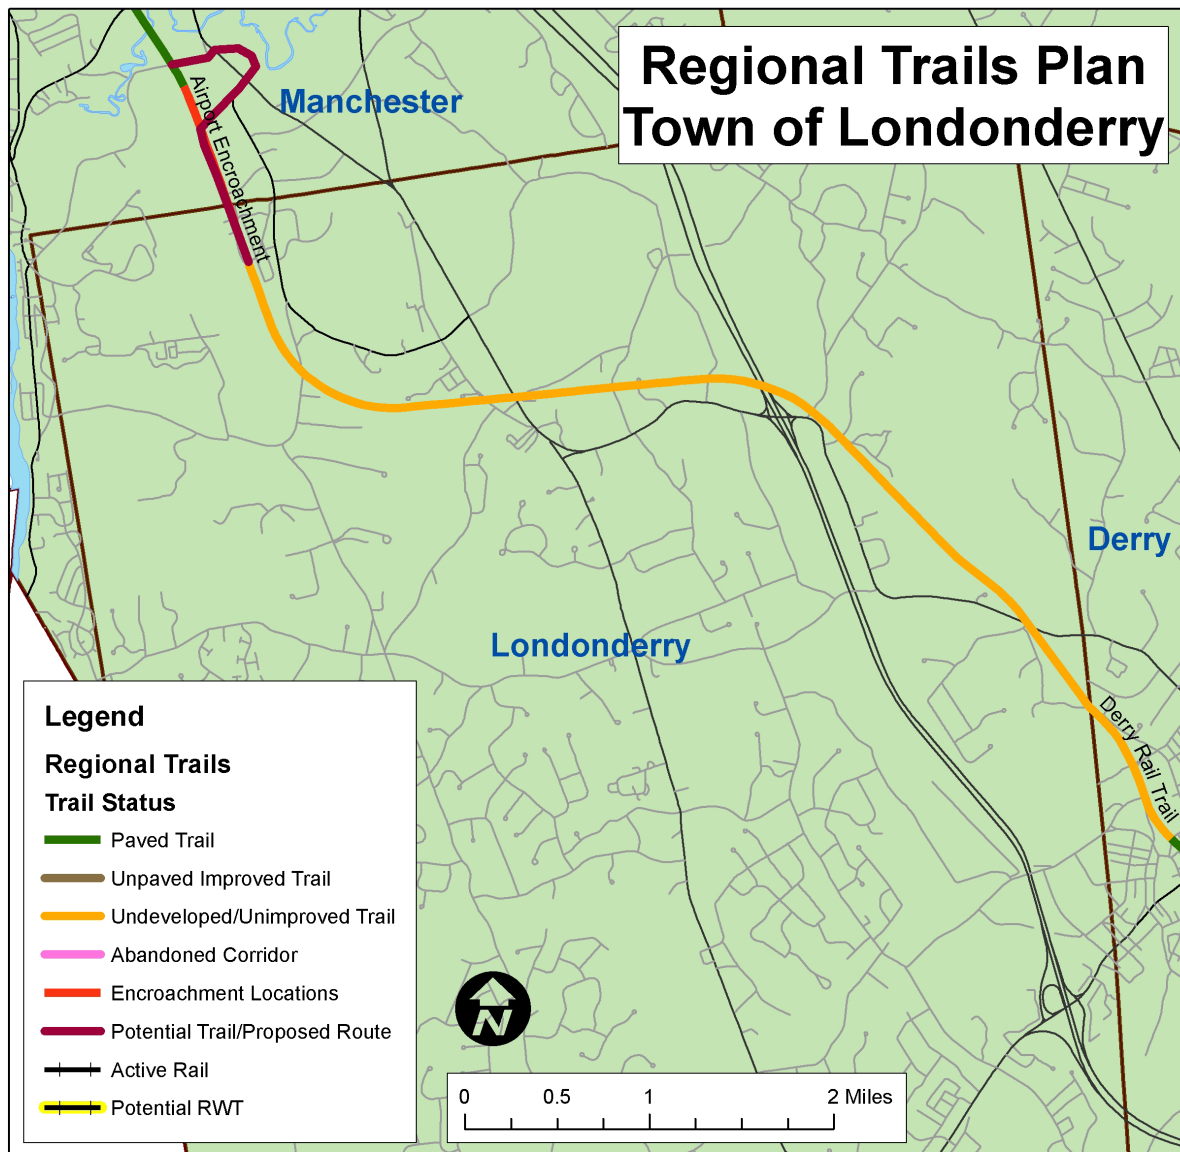 Regional Trails Plan
Town of Londonderry
Manchester
Airport Encroachment
Derry
Londonderry
Derry Rail Trail
Legend
Regional Trails
Trail Status
Paved Trail
Unpaved Improved Trail
Undeveloped/Unimproved Trail
Abandoned Corridor
Encroachment Locations
Potential Trail/Proposed Route
Active Rail
Potential RWT
N
0 0.5 1 2 Miles